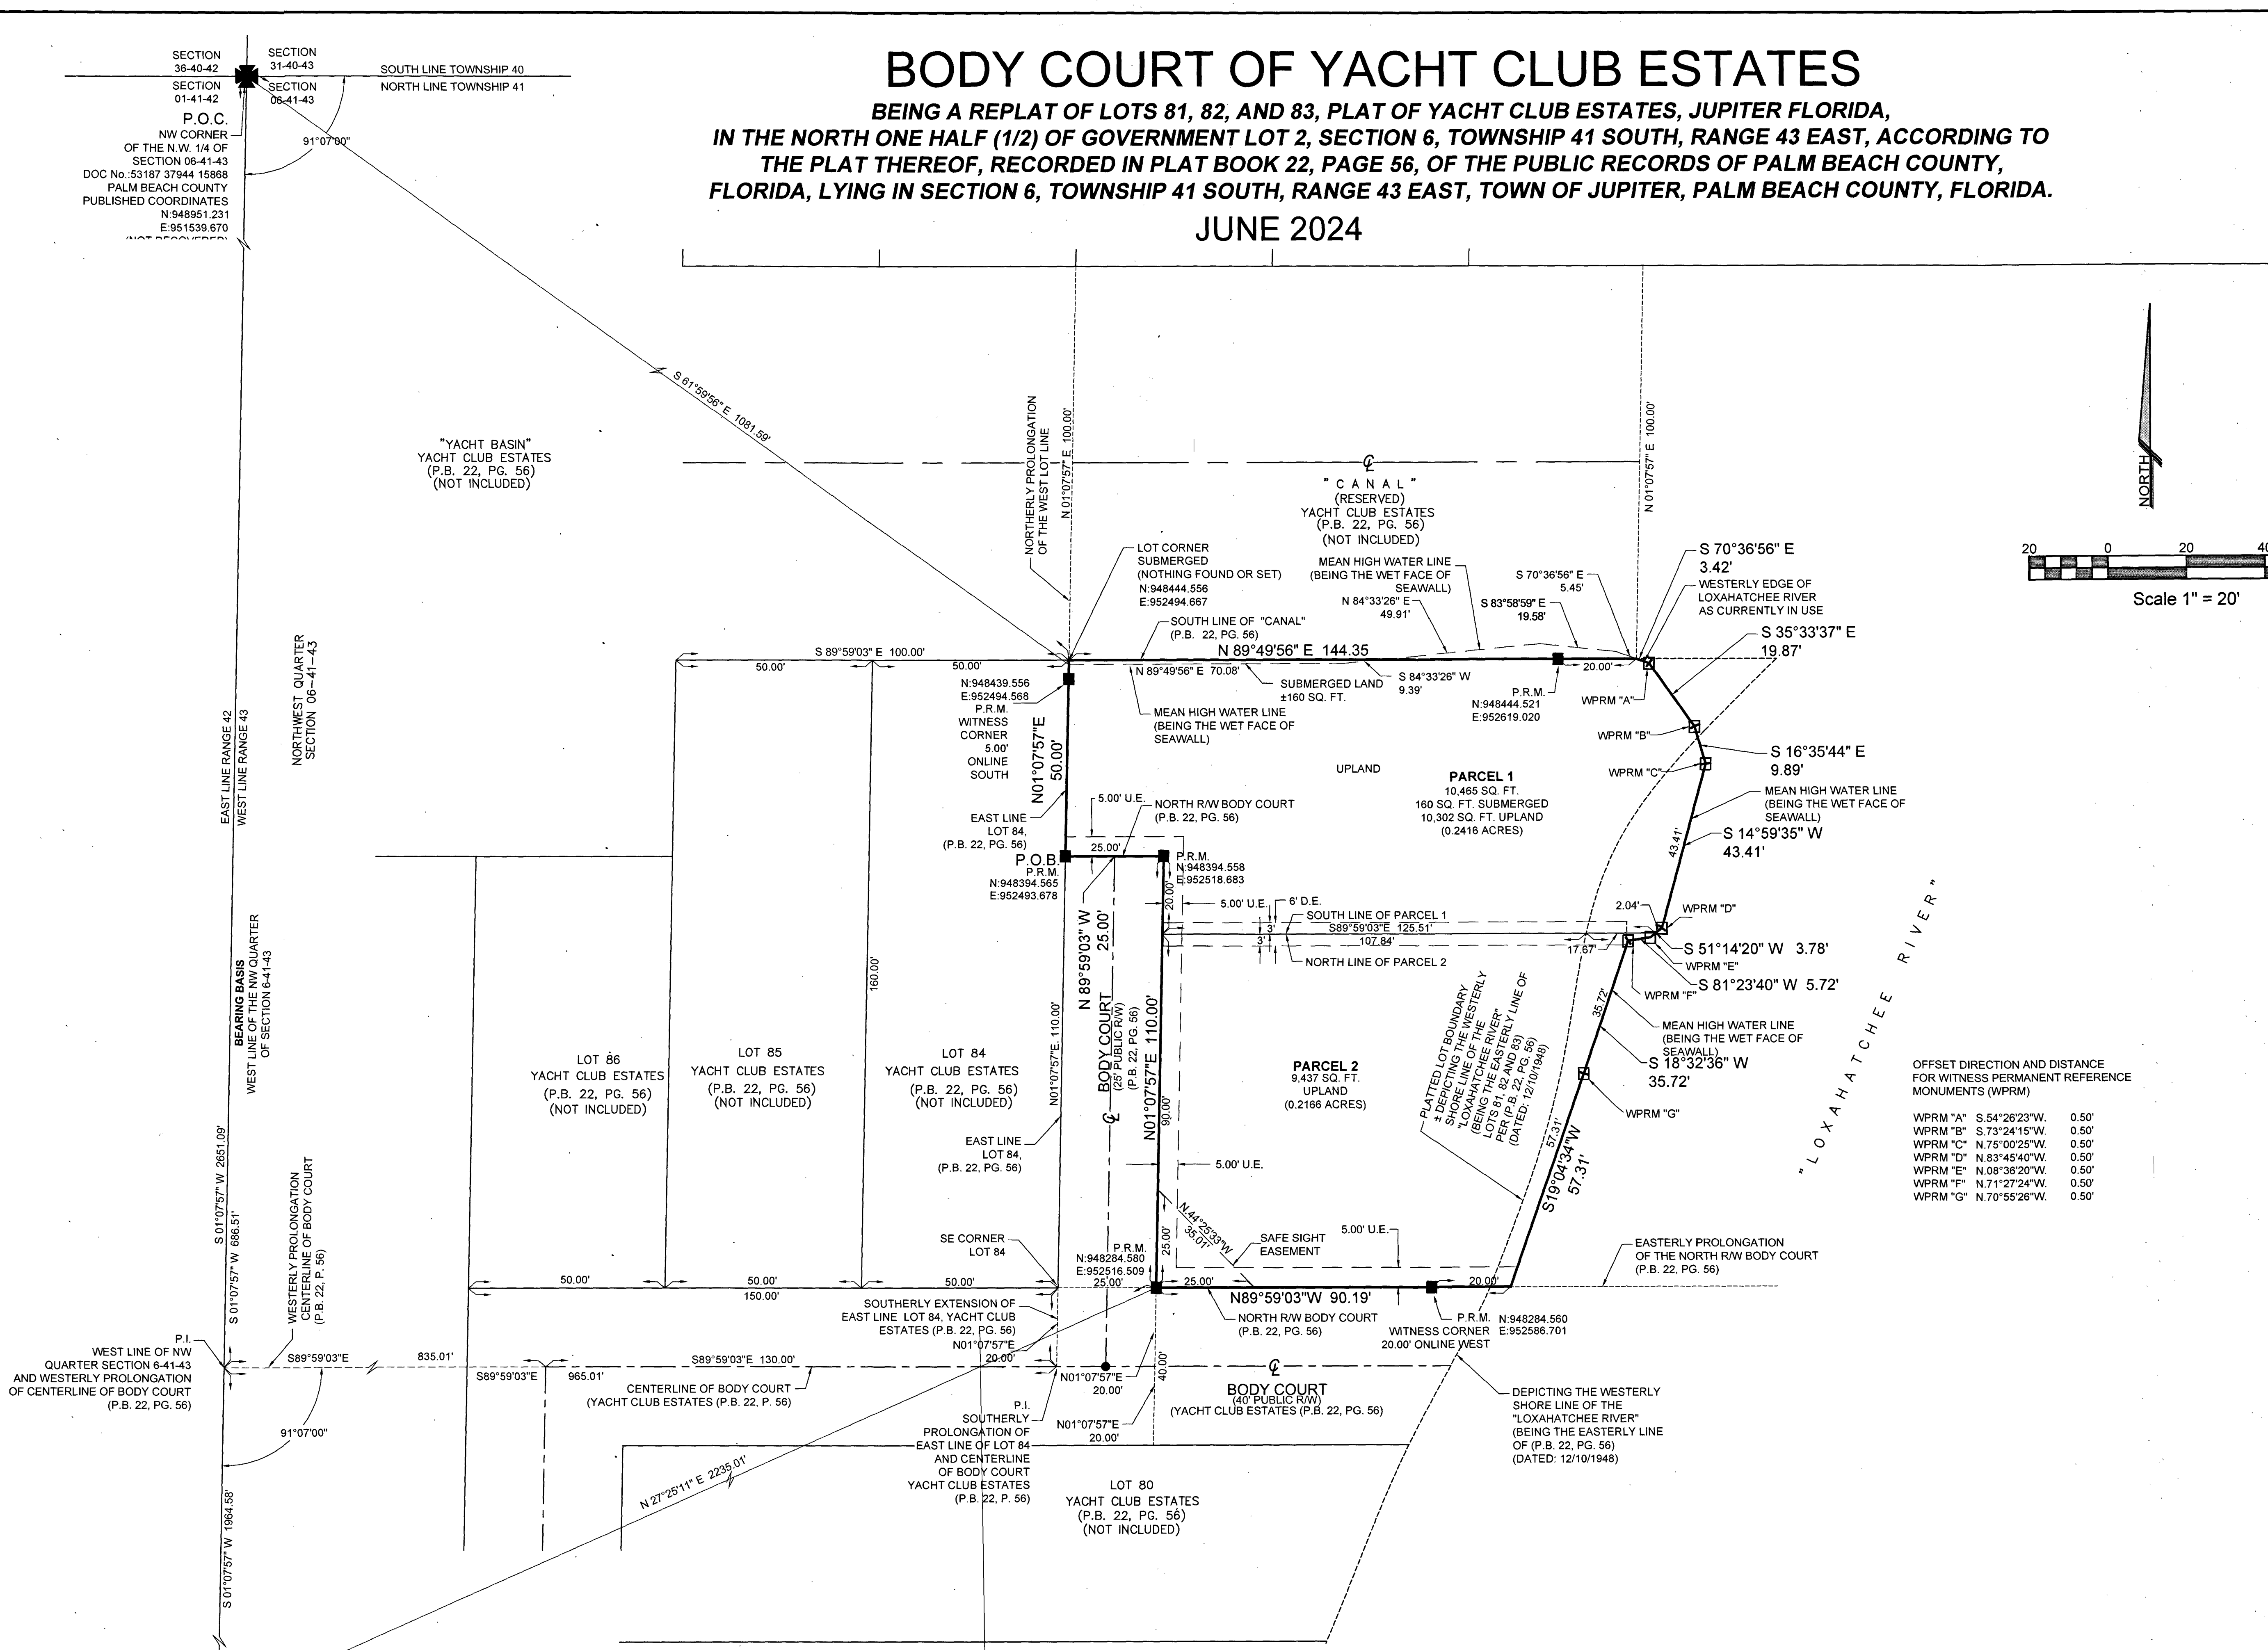 BODY COURT OF YACHT CLUB ESTATES
BEING A REPLAT OF LOTS 81, 82, AND 83, PLAT OF YACHT CLUB ESTATES, JUPITER FLORIDA,
IN THE NORTH ONE HALF (1/2) OF GOVERNMENT LOT 2, SECTION 6, TOWNSHIP 41 SOUTH, RANGE 43 EAST, ACCORDING TO
THE PLAT THEREOF, RECORDED IN PLAT BOOK 22, PAGE 56, OF THE PUBLIC RECORDS OF PALM BEACH COUNTY,
FLORIDA, LYING IN SECTION 6, TOWNSHIP 41 SOUTH, RANGE 43 EAST, TOWN OF JUPITER, PALM BEACH COUNTY, FLORIDA.
JUNE 2024
SECTION
36-40-42
SECTION
31-40-43
SOUTH LINE TOWNSHIP 40
NORTH LINE TOWNSHIP 41
SECTION
01-41-42
SECTION
06-41-43
P.O.C.
NW CORNER
OF THE N.W. 1/4 OF
SECTION 06-41-43
DOC No.:53187 37944 15868
PALM BEACH COUNTY
PUBLISHED COORDINATES
N:948951.231
E:951539.670
91°07'00"
S 61°59'56" E 1081.59'
"YACHT BASIN"
YACHT CLUB ESTATES
(P.B. 22, PG. 56)
(NOT INCLUDED)
NORTHERLY PROLONGATION
OF THE WEST LOT LINE
N 01°07'57" E 100.00'
N 01°07'57" E 100.00'
"CANAL"
(RESERVED)
YACHT CLUB ESTATES
(P.B. 22, PG. 56)
(NOT INCLUDED)
NORTH
20 0 20 40
Scale 1" = 20'
LOT CORNER
SUBMERGED
(NOTHING FOUND OR SET)
N:948444.556
E:952494.667
MEAN HIGH WATER LINE
(BEING THE WET FACE OF
SEAWALL)
N 84°33'26" E
49.91'
S 70°36'56" E
5.45'
S 83°58'59" E
19.58'
S 70°36'56" E
3.42'
WESTERLY EDGE OF
LOXAHATCHEE RIVER
AS CURRENTLY IN USE
S 35°33'37" E
19.87'
SOUTH LINE OF "CANAL"
(P.B. 22, PG. 56)
N 89°49'56" E 144.35
S 89°59'03" E 100.00'
50.00'
50.00'
N 89°49'56" E 70.08'
SUBMERGED LAND
±160 SQ. FT.
S 84°33'26" W
9.39'
20.00'
P.R.M.
N:948444.521
E:952619.020
WPRM "A"
WPRM "B"
WPRM "C"
S 16°35'44" E
9.89'
N:948439.556
E:952494.568
P.R.M.
WITNESS
CORNER
5.00'
ONLINE
SOUTH
MEAN HIGH WATER LINE
(BEING THE WET FACE OF
SEAWALL)
N01°07'57"E
50.00'
NORTHWEST QUARTER
SECTION 06-41-43
EAST LINE RANGE 42
WEST LINE RANGE 43
UPLAND
PARCEL 1
10,465 SQ. FT.
160 SQ. FT. SUBMERGED
10,302 SQ. FT. UPLAND
(0.2416 ACRES)
MEAN HIGH WATER LINE
(BEING THE WET FACE OF
SEAWALL)
S 14°59'35" W
43.41'
43.41'
EAST LINE
LOT 84,
(P.B. 22, PG. 56)
5.00' U.E.
NORTH R/W BODY COURT
(P.B. 22, PG. 56)
25.00'
P.O.B.
P.R.M.
N:948394.565
E:952493.678
P.R.M.
N:948394.558
E:952518.683
N 89°59'03" W
25.00'
20.00'
5.00' U.E.
6' D.E.
3'
3'
SOUTH LINE OF PARCEL 1
S89°59'03"E 125.51'
107.84'
17.67'
NORTH LINE OF PARCEL 2
2.04'
WPRM "D"
S 51°14'20" W 3.78'
WPRM "E"
S 81°23'40" W 5.72'
WPRM "F"
"LOXAHATCHEE RIVER"
BEARING BASIS
WEST LINE OF THE NW QUARTER
OF SECTION 6-41-43
160.00'
N01°07'57"E. 110.00'
BODY COURT
(25' PUBLIC R/W)
(P.B. 22, PG. 56)
N01°07'57"E 110.00'
90.00'
35.72'
MEAN HIGH WATER LINE
(BEING THE WET FACE OF
SEAWALL)
S 18°32'36" W
35.72'
WPRM "G"
PLATTED LOT BOUNDARY
± DEPICTING THE WESTERLY
SHORE LINE OF THE
"LOXAHATCHEE RIVER"
(BEING THE EASTERLY LINE OF
LOTS 81, 82 AND 83)
PER (P.B. 22, PG. 56)
(DATED: 12/10/1948)
LOT 86
YACHT CLUB ESTATES
(P.B. 22, PG. 56)
(NOT INCLUDED)
LOT 85
YACHT CLUB ESTATES
(P.B. 22, PG. 56)
(NOT INCLUDED)
LOT 84
YACHT CLUB ESTATES
(P.B. 22, PG. 56)
(NOT INCLUDED)
PARCEL 2
9,437 SQ. FT.
UPLAND
(0.2166 ACRES)
OFFSET DIRECTION AND DISTANCE
FOR WITNESS PERMANENT REFERENCE
MONUMENTS (WPRM)
WPRM "A" S.54°26'23"W. 0.50'
WPRM "B" S.73°24'15"W. 0.50'
WPRM "C" N.75°00'25"W. 0.50'
WPRM "D" N.83°45'40"W. 0.50'
WPRM "E" N.08°36'20"W. 0.50'
WPRM "F" N.71°27'24"W. 0.50'
WPRM "G" N.70°55'26"W. 0.50'
EAST LINE
LOT 84,
(P.B. 22, PG. 56)
5.00' U.E.
57.31'
S19°04'34"W
57.31'
S 01°07'57" W 2651.09'
S 01°07'57" W 686.51'
WESTERLY PROLONGATION
CENTERLINE OF BODY COURT
(P.B. 22, P. 56)
SE CORNER
LOT 84
P.R.M.
N:948284.580
E:952516.509
25.00'
N.44°25'33"W
35.01'
SAFE SIGHT
EASEMENT
5.00' U.E.
EASTERLY PROLONGATION
OF THE NORTH R/W BODY COURT
(P.B. 22, PG. 56)
50.00'
50.00'
50.00'
150.00'
25.00'
25.00'
20.00'
N89°59'03"W 90.19'
SOUTHERLY EXTENSION OF
EAST LINE LOT 84, YACHT CLUB
ESTATES (P.B. 22, PG. 56)
N01°07'57"E
20.00'
NORTH R/W BODY COURT
(P.B. 22, PG. 56)
P.R.M. N:948284.560
WITNESS CORNER E:952586.701
20.00' ONLINE WEST
P.I.
WEST LINE OF NW
QUARTER SECTION 6-41-43
AND WESTERLY PROLONGATION
OF CENTERLINE OF BODY COURT
(P.B. 22, PG. 56)
S89°59'03"E
835.01'
S89°59'03"E
965.01'
S89°59'03"E 130.00'
CENTERLINE OF BODY COURT
(YACHT CLUB ESTATES (P.B. 22, P. 56)
N01°07'57"E
20.00'
40.00'
BODY COURT
(40' PUBLIC R/W)
(YACHT CLUB ESTATES (P.B. 22, PG. 56)
N01°07'57"E
20.00'
DEPICTING THE WESTERLY
SHORE LINE OF THE
"LOXAHATCHEE RIVER"
(BEING THE EASTERLY LINE
OF (P.B. 22, PG. 56)
(DATED: 12/10/1948)
91°07'00"
P.I.
SOUTHERLY
PROLONGATION OF
EAST LINE OF LOT 84
AND CENTERLINE
OF BODY COURT
YACHT CLUB ESTATES
(P.B. 22, P. 56)
N 27°25'11" E 2235.01'
LOT 80
YACHT CLUB ESTATES
(P.B. 22, PG. 56)
(NOT INCLUDED)
S 01°07'57" W 1964.58'